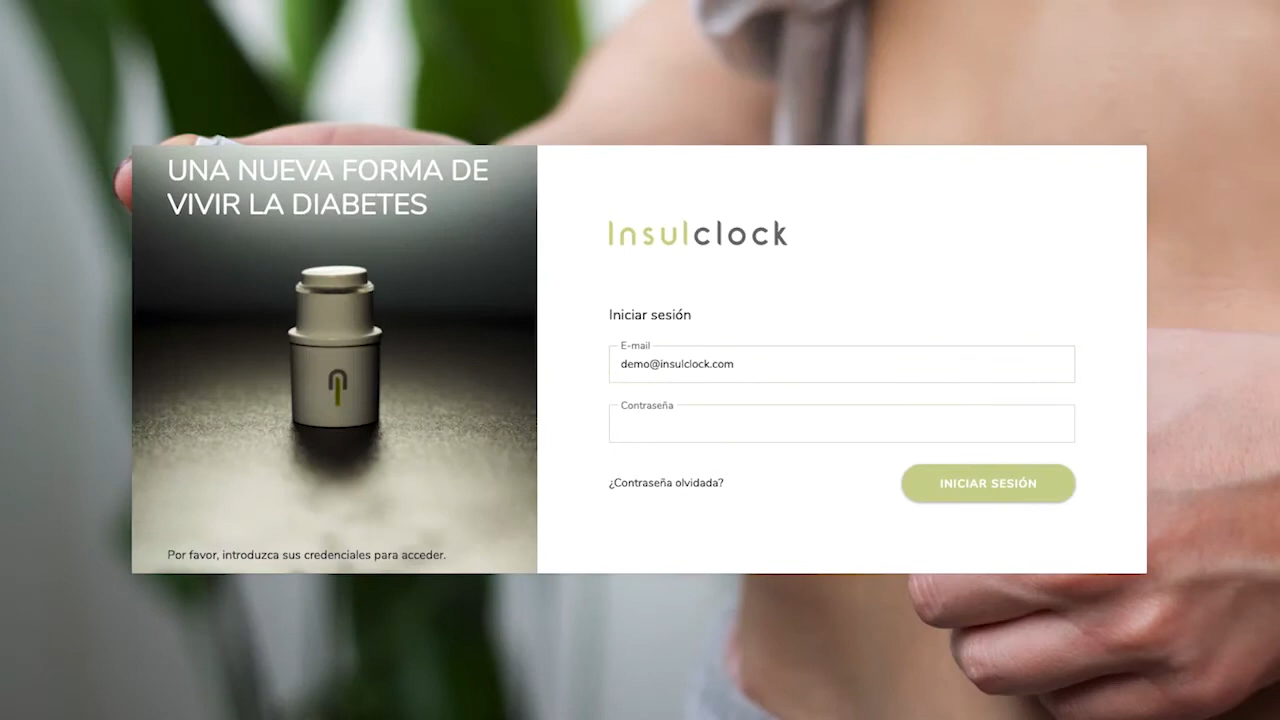 UNA NUEVA FORMA DE
VIVIR LA DIABETES
Por favor, introduzca sus credenciales para acceder.
Insulclock
Iniciar sesión
E-mail
demo@insulclock.com
Contraseña
¿Contraseña olvidada?
INICIAR SESIÓN